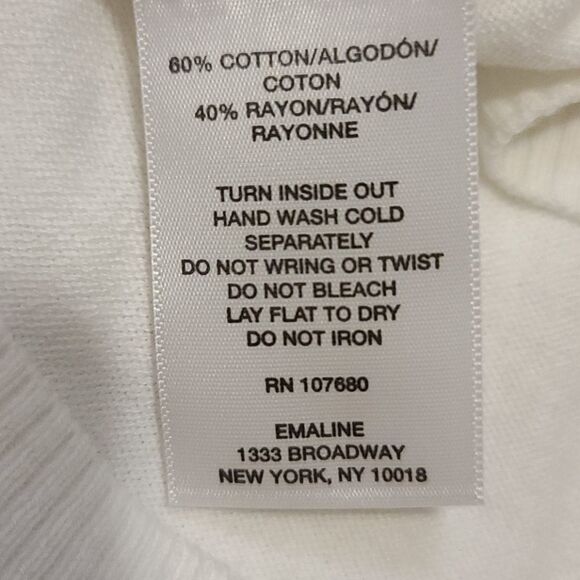 60% COTTON/ALGODÓN/
COTON
40% RAYON/RAYÓN/
RAYONNE
TURN INSIDE OUT
HAND WASH COLD
SEPARATELY
DO NOT WRING OR TWIST
DO NOT BLEACH
LAY FLAT TO DRY
DO NOT IRON
RN 107680
EMALINE
1333 BROADWAY
NEW YORK, NY 10018